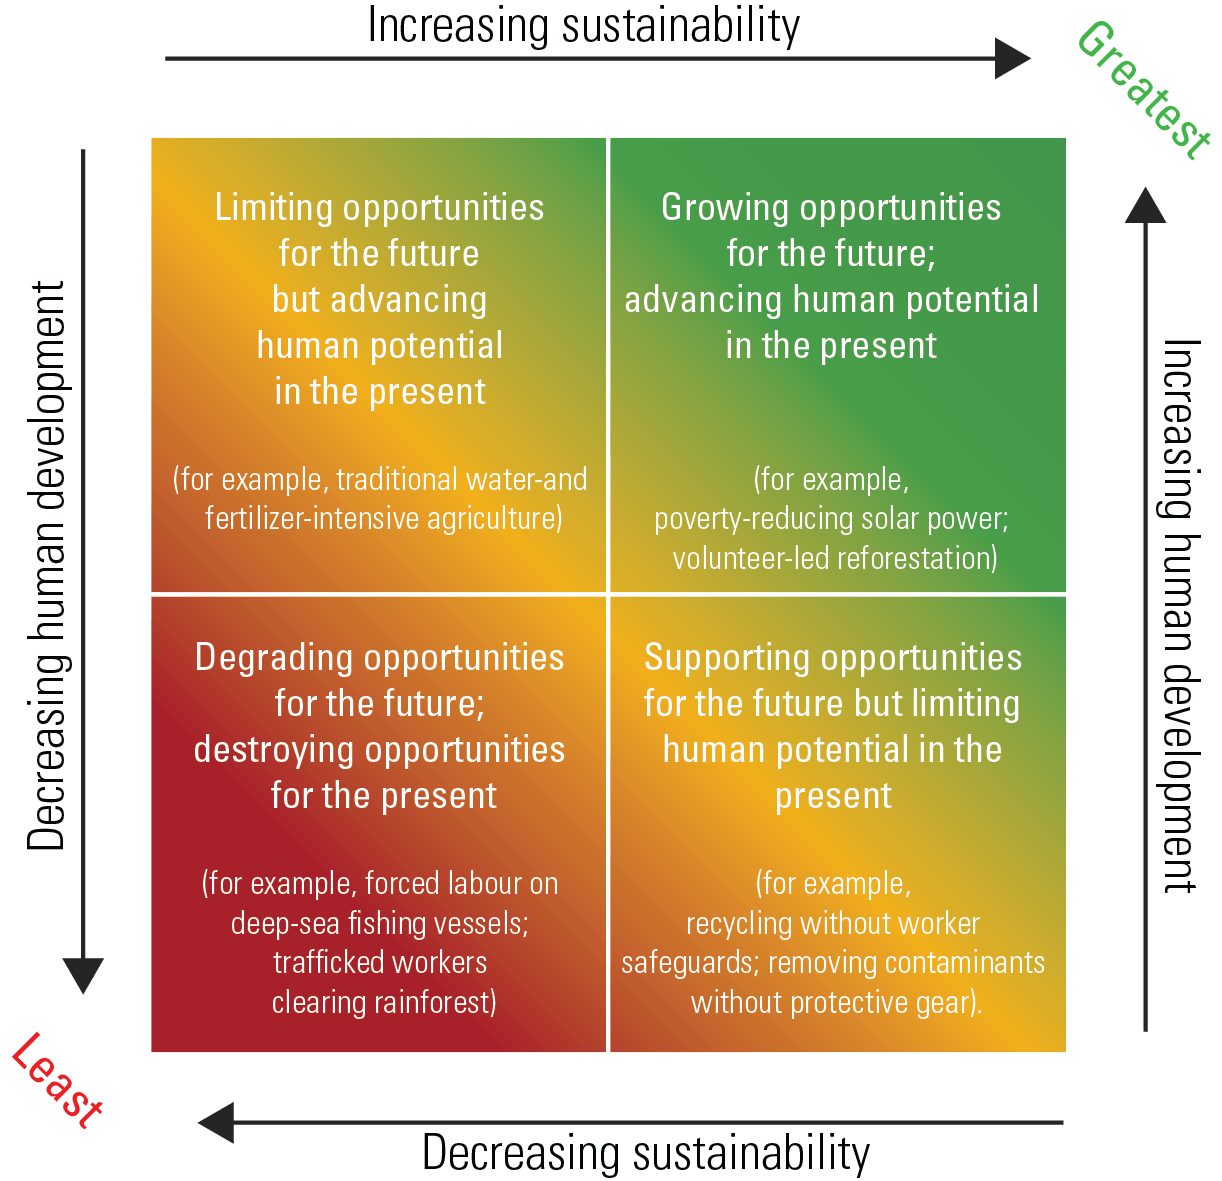 Increasing sustainability
Greatest
Decreasing human development
Limiting opportunities
for the future
but advancing
human potential
in the present
(for example, traditional water-and
fertilizer-intensive agriculture)
Growing opportunities
for the future;
advancing human potential
in the present
(for example,
poverty-reducing solar power;
volunteer-led reforestation)
Increasing human development
Degrading opportunities
for the future;
destroying opportunities
for the present
(for example, forced labour on
deep-sea fishing vessels;
trafficked workers
clearing rainforest)
Supporting opportunities
for the future but limiting
human potential in the
present
(for example,
recycling without worker
safeguards; removing contaminants
without protective gear).
Least
Decreasing sustainability